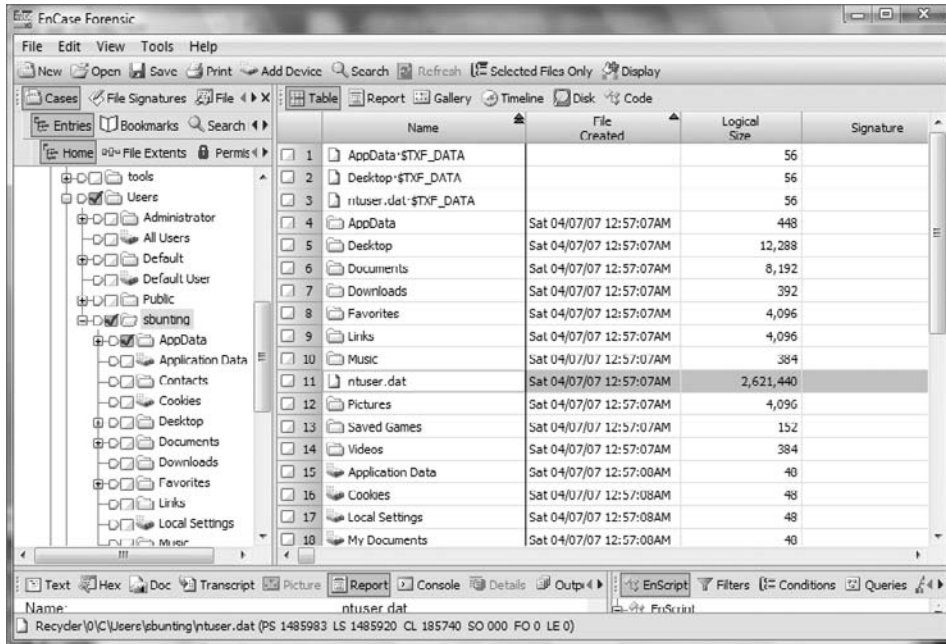 EnCase Forensic
File Edit View Tools Help
New Open Save Print Add Device Search Refresh Selected Files Only Display
Cases File Signatures File Table Report Gallery Timeline Disk Code
Entries Bookmarks Search
Home File Extents Permis
Name File Created Logical Size Signature
tools
Users
Administrator
All Users
Default
Default User
Public
sbunting
AppData
Application Data
Contacts
Cookies
Desktop
Documents
Downloads
Favorites
Links
Local Settings
Music
1 AppData·$TXF_DATA 56
2 Desktop·$TXF_DATA 56
3 ntuser.dat·$TXF_DATA 56
4 AppData Sat 04/07/07 12:57:07AM 448
5 Desktop Sat 04/07/07 12:57:07AM 12,288
6 Documents Sat 04/07/07 12:57:07AM 8,192
7 Downloads Sat 04/07/07 12:57:07AM 392
8 Favorites Sat 04/07/07 12:57:07AM 4,096
9 Links Sat 04/07/07 12:57:07AM 4,096
10 Music Sat 04/07/07 12:57:07AM 384
11 ntuser.dat Sat 04/07/07 12:57:07AM 2,621,440
12 Pictures Sat 04/07/07 12:57:07AM 4,096
13 Saved Games Sat 04/07/07 12:57:07AM 152
14 Videos Sat 04/07/07 12:57:07AM 384
15 Application Data Sat 04/07/07 12:57:08AM 48
16 Cookies Sat 04/07/07 12:57:08AM 48
17 Local Settings Sat 04/07/07 12:57:08AM 48
18 My Documents Sat 04/07/07 12:57:08AM 48
Text Hex Doc Transcript Picture Report Console Details Outpu EnScript Filters Conditions Queries
Name: ntuser.dat EnScript
Recycler\0\C\Users\sbunting\ntuser.dat (PS 1485983 LS 1485920 CL 185740 SO 000 FO 0 LE 0)